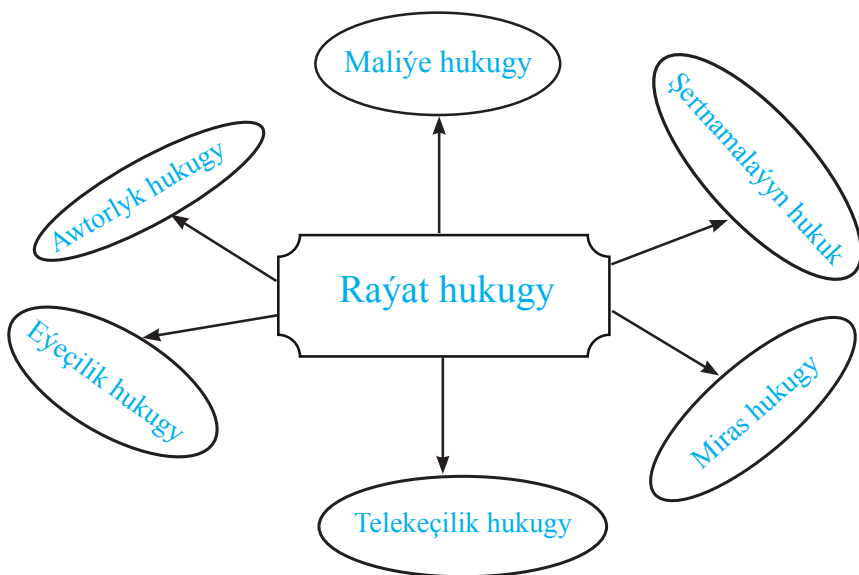 Maliýe hukugy
Şertnamalaýyn hukuk
Awtorlyk hukugy
Raýat hukugy
Eýeçilik hukugy
Miras hukugy
Telekeçilik hukugy